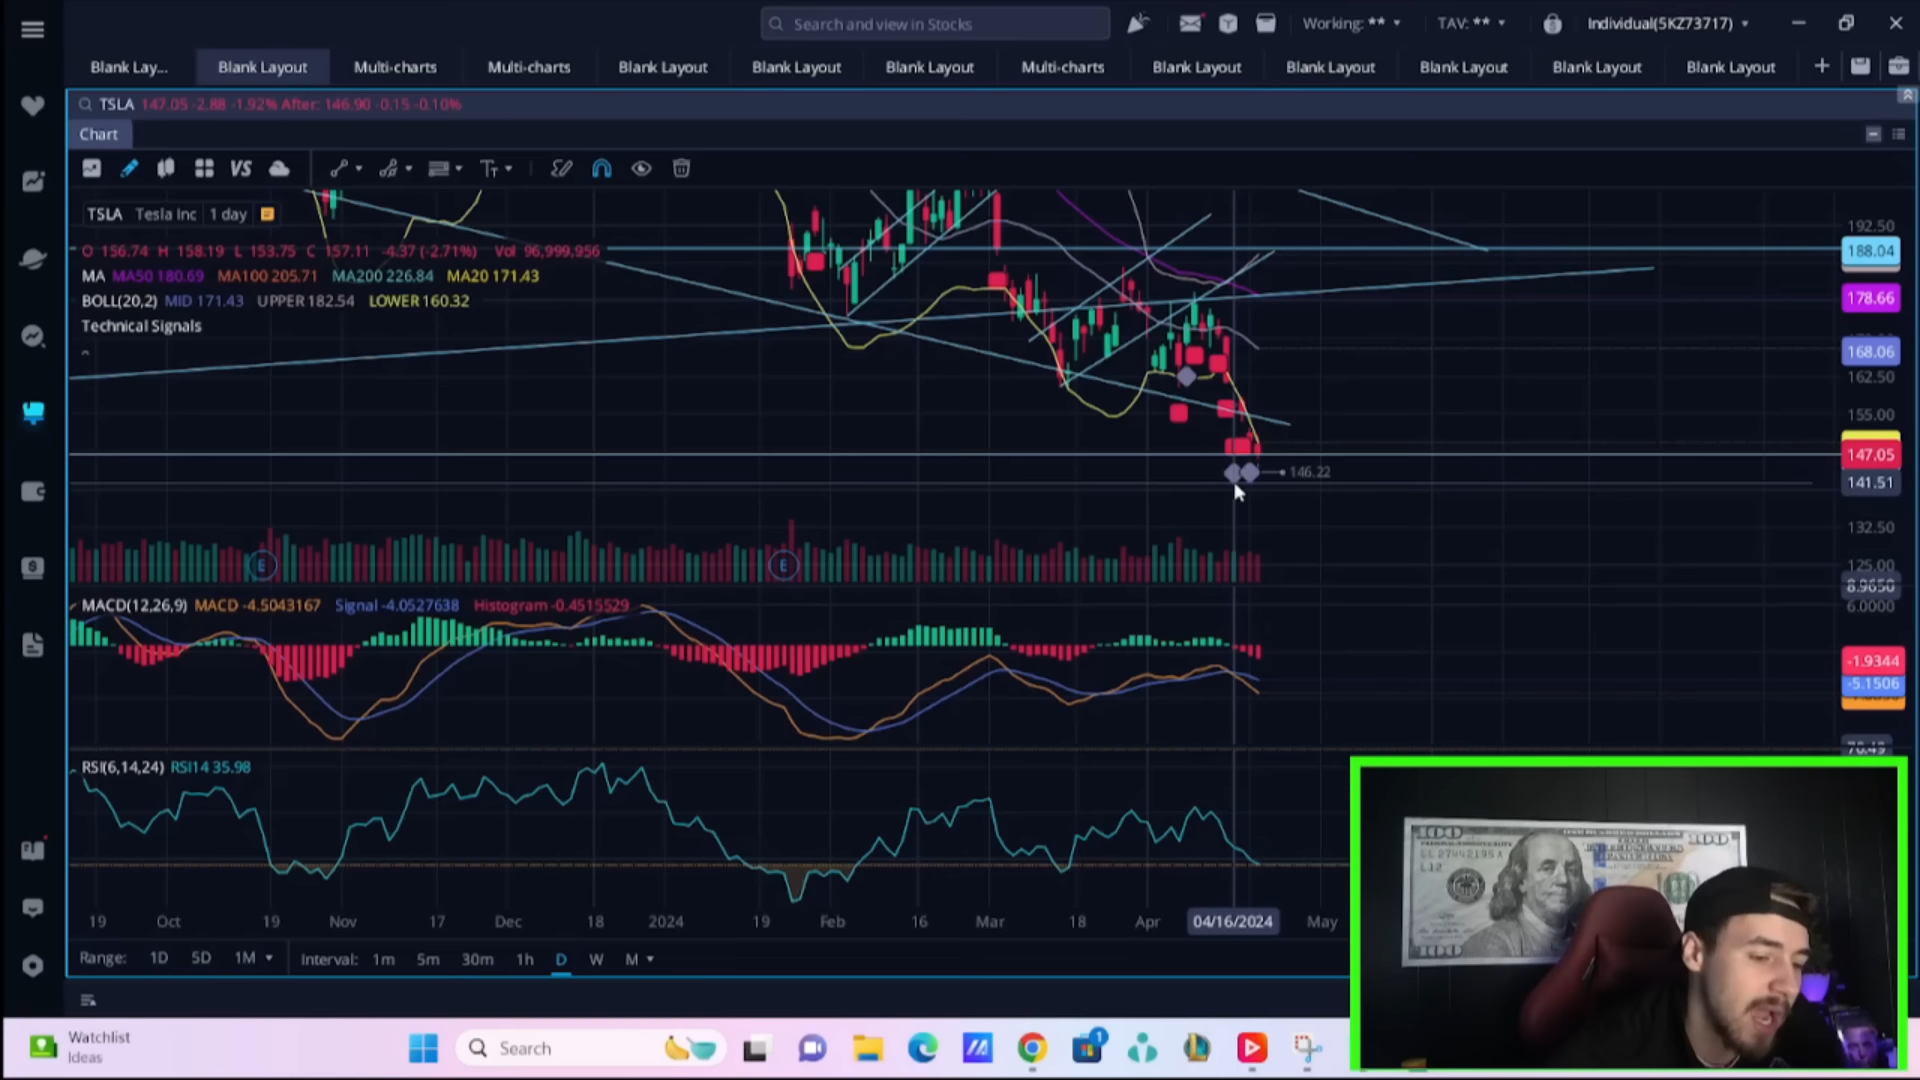 Search and view in Stocks
Working: **
TAV: **
Individual(5KZ73717)
Blank Lay...
Blank Layout
Multi-charts
Multi-charts
Blank Layout
Blank Layout
Blank Layout
Multi-charts
Blank Layout
Blank Layout
Blank Layout
Blank Layout
Blank Layout
TSLA 147.05 -2.88 -1.92% After: 146.90 -0.15 -0.10%
Chart
VS
TSLA Tesla Inc 1 day
192.50
O 156.74 H 158.19 L 153.75 C 157.11 -4.37 (-2.71%) Vol 96,999,956
188.04
MA MA50 180.69 MA100 205.71 MA200 226.84 MA20 171.43
BOLL(20,2) MID 171.43 UPPER 182.54 LOWER 160.32
178.66
Technical Signals
168.06
162.50
155.00
147.05
146.22
141.51
132.50
E
E
125.00
8.9650
MACD(12,26,9) MACD -4.5043167 Signal -4.0527638 Histogram -0.4515529
6.0000
-1.9344
-5.1506
70.49
RSI(6,14,24) RSI14 35.98
19 Oct 19 Nov 17 Dec 18 2024 19 Feb 16 Mar 18 Apr 04/16/2024 May
Range: 1D 5D 1M Interval: 1m 5m 30m 1h D W M
100
100
100
Watchlist
Ideas
Search
1